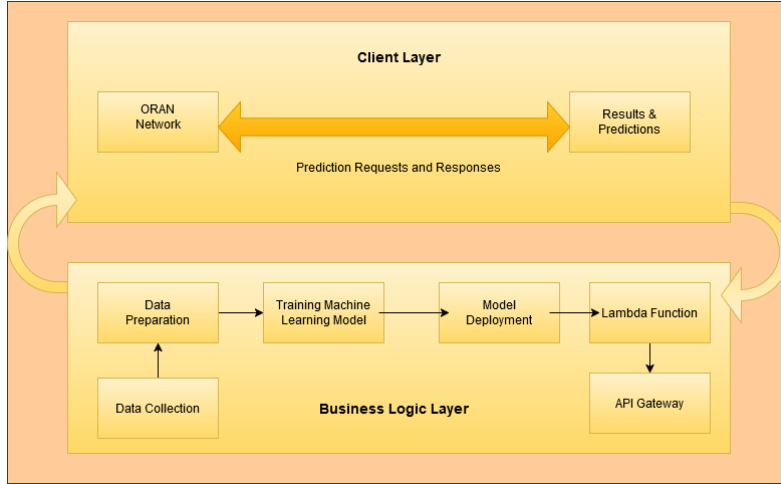 Client Layer
ORAN
Network
Results &
Predictions
Prediction Requests and Responses
Data
Preparation
Training Machine
Learning Model
Model
Deployment
Lambda Function
Data Collection
API Gateway
Business Logic Layer